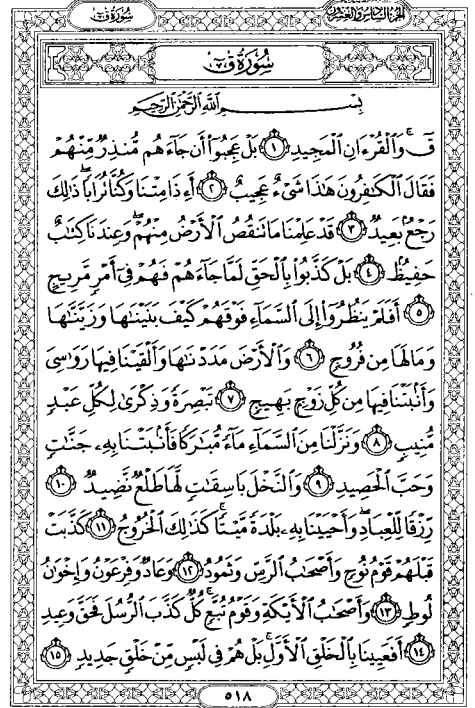 سُورَةُ قٓ
الجزء السادس والعشرون
سُورَةُ قٓ
بِسْمِ ٱللَّهِ ٱلرَّحْمَٰنِ ٱلرَّحِيمِ
قٓۚ وَٱلْقُرْءَانِ ٱلْمَجِيدِ ۝١ بَلْ عَجِبُوٓا۟ أَن جَآءَهُم مُّنذِرٌ مِّنْهُمْ
فَقَالَ ٱلْكَٰفِرُونَ هَٰذَا شَىْءٌ عَجِيبٌ ۝٢ أَءِذَا مِتْنَا وَكُنَّا تُرَابًا ۖ ذَٰلِكَ
رَجْعٌۢ بَعِيدٌ ۝٣ قَدْ عَلِمْنَا مَا تَنقُصُ ٱلْأَرْضُ مِنْهُمْ ۖ وَعِندَنَا كِتَٰبٌ
حَفِيظٌۢ ۝٤ بَلْ كَذَّبُوا۟ بِٱلْحَقِّ لَمَّا جَآءَهُمْ فَهُمْ فِىٓ أَمْرٍ مَّرِيجٍ
۝٥ أَفَلَمْ يَنظُرُوٓا۟ إِلَى ٱلسَّمَآءِ فَوْقَهُمْ كَيْفَ بَنَيْنَٰهَا وَزَيَّنَّٰهَا
وَمَا لَهَا مِن فُرُوجٍ ۝٦ وَٱلْأَرْضَ مَدَدْنَٰهَا وَأَلْقَيْنَا فِيهَا رَوَٰسِىَ
وَأَنۢبَتْنَا فِيهَا مِن كُلِّ زَوْجٍۭ بَهِيجٍ ۝٧ تَبْصِرَةً وَذِكْرَىٰ لِكُلِّ عَبْدٍ
مُّنِيبٍ ۝٨ وَنَزَّلْنَا مِنَ ٱلسَّمَآءِ مَآءً مُّبَٰرَكًا فَأَنۢبَتْنَا بِهِۦ جَنَّٰتٍ
وَحَبَّ ٱلْحَصِيدِ ۝٩ وَٱلنَّخْلَ بَاسِقَٰتٍ لَّهَا طَلْعٌ نَّضِيدٌ ۝١٠
رِّزْقًا لِّلْعِبَادِ ۖ وَأَحْيَيْنَا بِهِۦ بَلْدَةً مَّيْتًا ۚ كَذَٰلِكَ ٱلْخُرُوجُ ۝١١ كَذَّبَتْ
قَبْلَهُمْ قَوْمُ نُوحٍ وَأَصْحَٰبُ ٱلرَّسِّ وَثَمُودُ ۝١٢ وَعَادٌ وَفِرْعَوْنُ وَإِخْوَٰنُ
لُوطٍ ۝١٣ وَأَصْحَٰبُ ٱلْأَيْكَةِ وَقَوْمُ تُبَّعٍ ۚ كُلٌّ كَذَّبَ ٱلرُّسُلَ فَحَقَّ وَعِيدِ
۝١٤ أَفَعَيِينَا بِٱلْخَلْقِ ٱلْأَوَّلِ ۚ بَلْ هُمْ فِى لَبْسٍ مِّنْ خَلْقٍ جَدِيدٍ ۝١٥
٥١٨